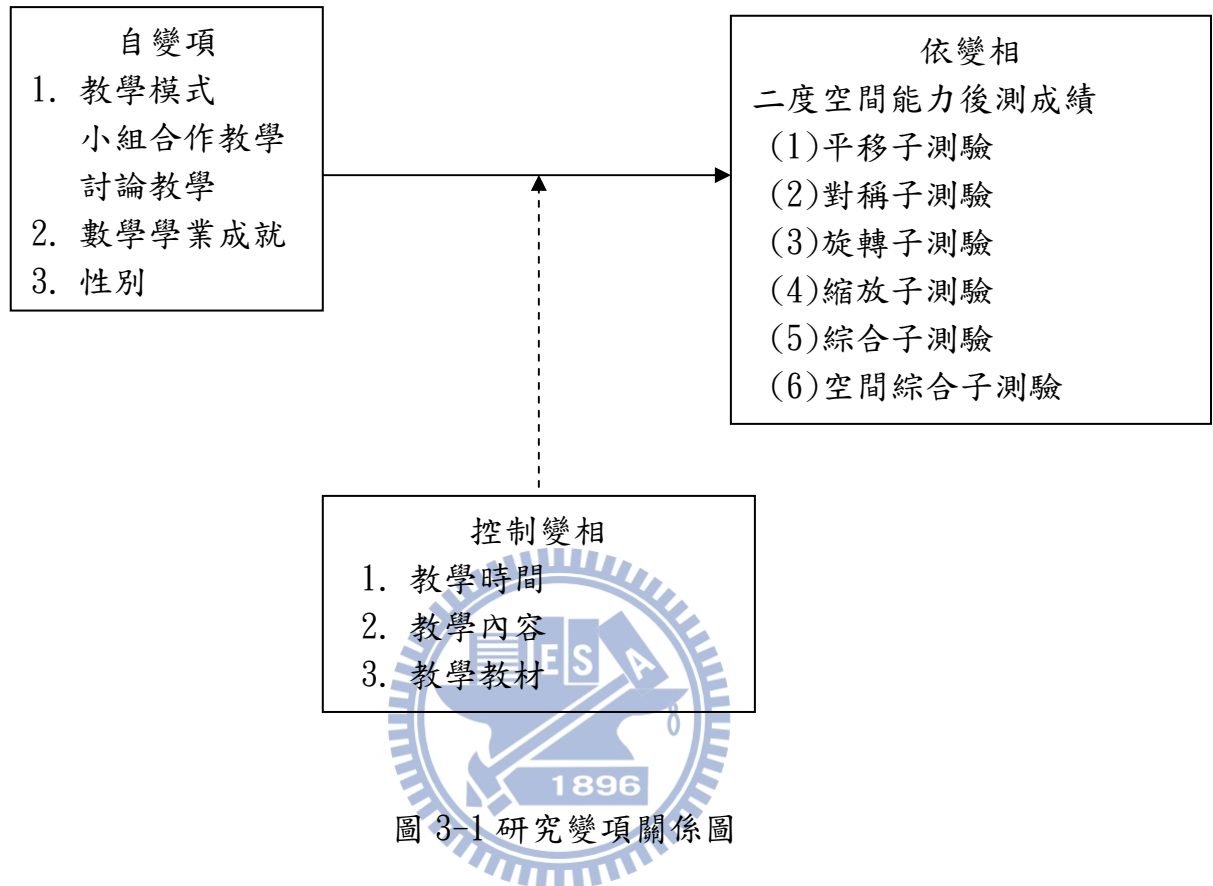 自變項
1. 教學模式
小組合作教學
討論教學
2. 數學學業成就
3. 性別
依變相
二度空間能力後測成績
(1)平移子測驗
(2)對稱子測驗
(3)旋轉子測驗
(4)縮放子測驗
(5)綜合子測驗
(6)空間綜合子測驗
控制變相
1. 教學時間
2. 教學內容
3. 教學教材
ESA
1896
圖 3-1 研究變項關係圖